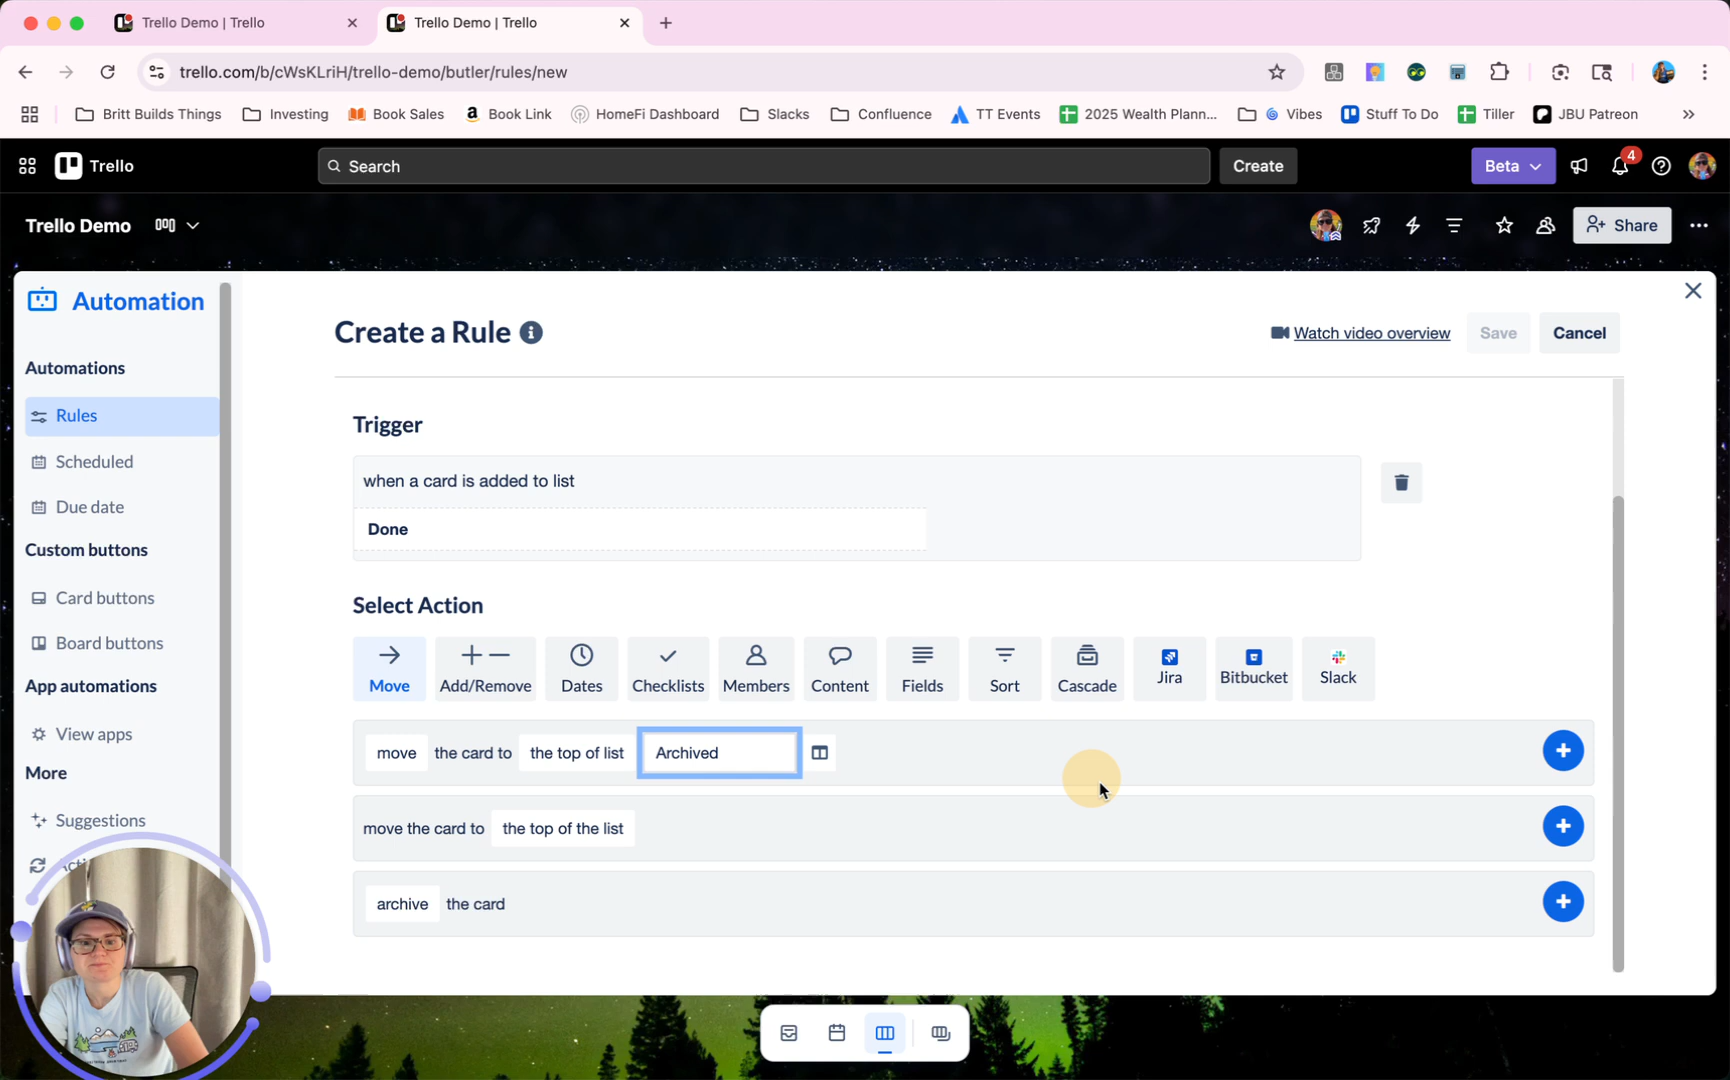 Trello Demo | Trello
Trello Demo | Trello
trello.com/b/cWsKLriH/trello-demo/butler/rules/new
Britt Builds Things Investing Book Sales Book Link HomeFi Dashboard Slacks Confluence TT Events 2025 Wealth Plann... Vibes Stuff To Do Tiller JBU Patreon
Trello Search Create Beta 4
Trello Demo Share
Automation
Automations
Rules
Scheduled
Due date
Custom buttons
Card buttons
Board buttons
App automations
View apps
More
Suggestions
Create a Rule
Watch video overview Save Cancel
Trigger
when a card is added to list
Done
Select Action
Move Add/Remove Dates Checklists Members Content Fields Sort Cascade Jira Bitbucket Slack
move the card to the top of list Archived
move the card to the top of the list
archive the card